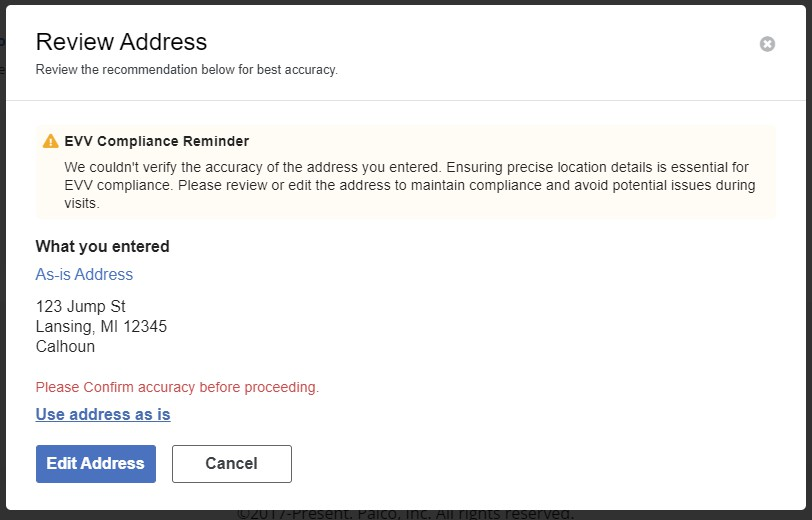 Review Address
Review the recommendation below for best accuracy.
EVV Compliance Reminder
We couldn't verify the accuracy of the address you entered. Ensuring precise location details is essential for
EVV compliance. Please review or edit the address to maintain compliance and avoid potential issues during
visits.
What you entered
As-is Address
123 Jump St
Lansing, MI 12345
Calhoun
Please Confirm accuracy before proceeding.
Use address as is
Edit Address Cancel
©2017-Present. Palco, Inc. All rights reserved.